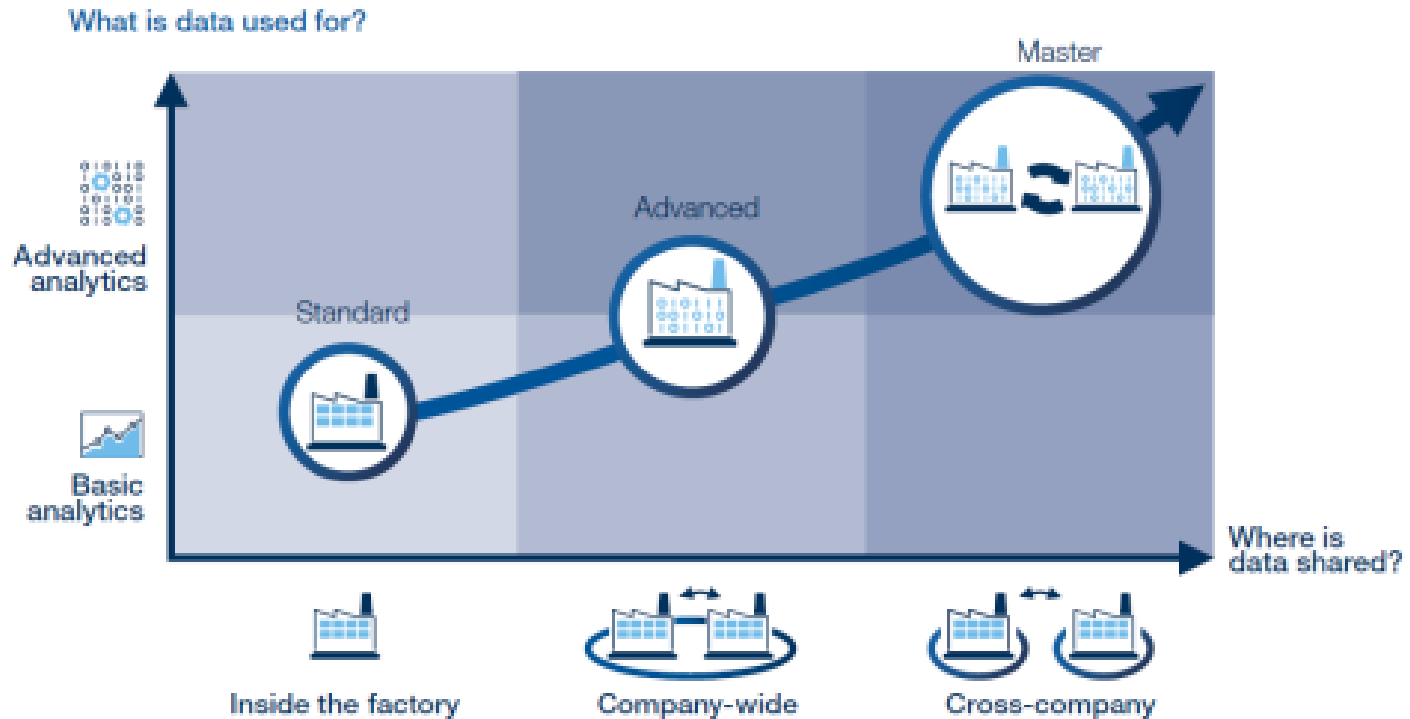 What is data used for?
Master
Advanced
Advanced
analytics
Standard
Basic
analytics
Where is
data shared?
Inside the factory
Company-wide
Cross-company